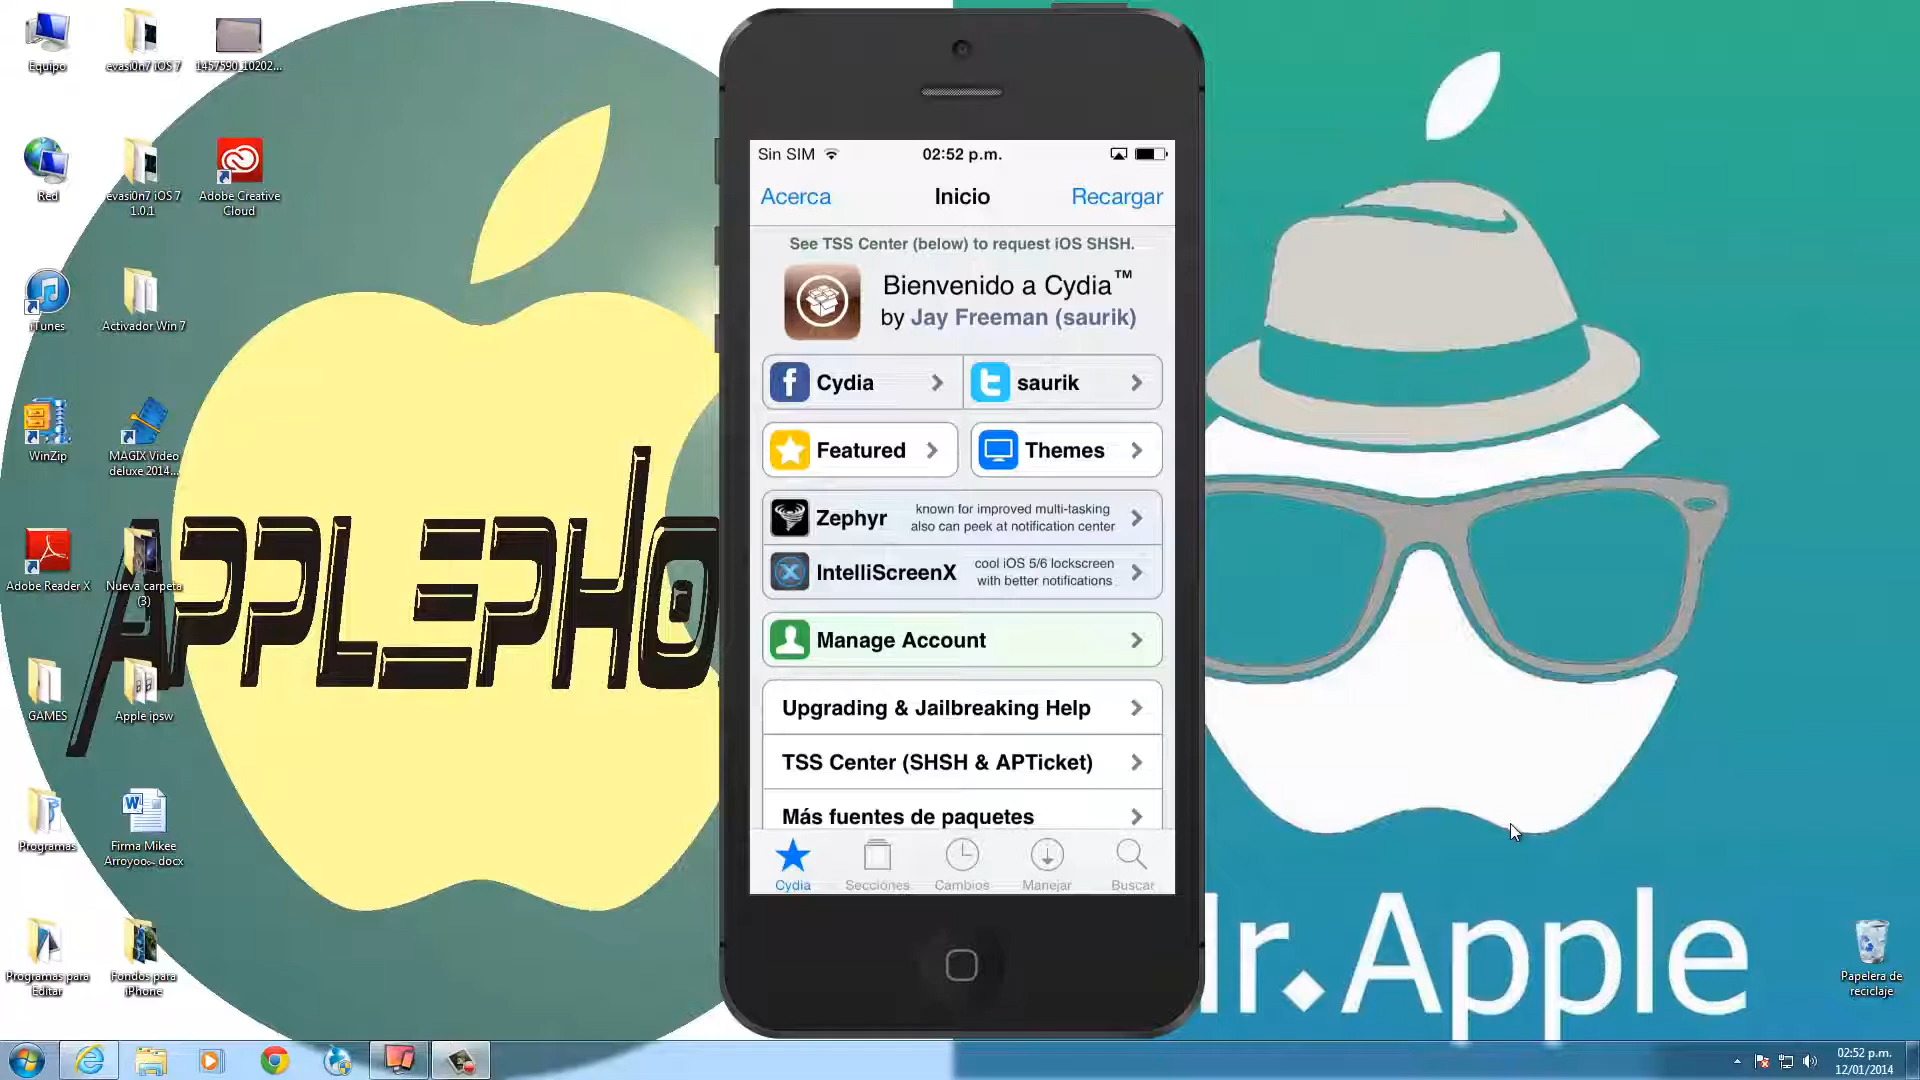 Equipo
evasi0n7 iOS 7
1457590_10202...
Red
evasi0n7 iOS 7
1.0.1
Adobe Creative
Cloud
iTunes
Activador Win 7
WinZip
MAGIX Video
deluxe 2014...
Adobe Reader X
Nueva carpeta
(3)
GAMES
Apple ipsw
Programas
Firma Mikee
Arroyoo~.docx
Programas para
Editar
Fondos para
iPhone
APPLEPHO
Sin SIM
02:52 p.m.
Acerca
Inicio
Recargar
See TSS Center (below) to request iOS SHSH.
Bienvenido a Cydia™
by Jay Freeman (saurik)
Cydia
saurik
Featured
Themes
Zephyr
known for improved multi-tasking
also can peek at notification center
IntelliScreenX
cool iOS 5/6 lockscreen
with better notifications
Manage Account
Upgrading & Jailbreaking Help
TSS Center (SHSH & APTicket)
Más fuentes de paquetes
Cydia
Secciónes
Cambios
Manejar
Buscar
r.Apple
Papelera de
reciclaje
02:52 p.m.
12/01/2014